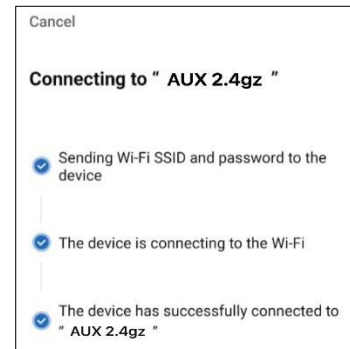 Cancel
Connecting to “ AUX 2.4gz ”
Sending Wi-Fi SSID and password to the
device
The device is connecting to the Wi-Fi
The device has successfully connected to
“ AUX 2.4gz ”